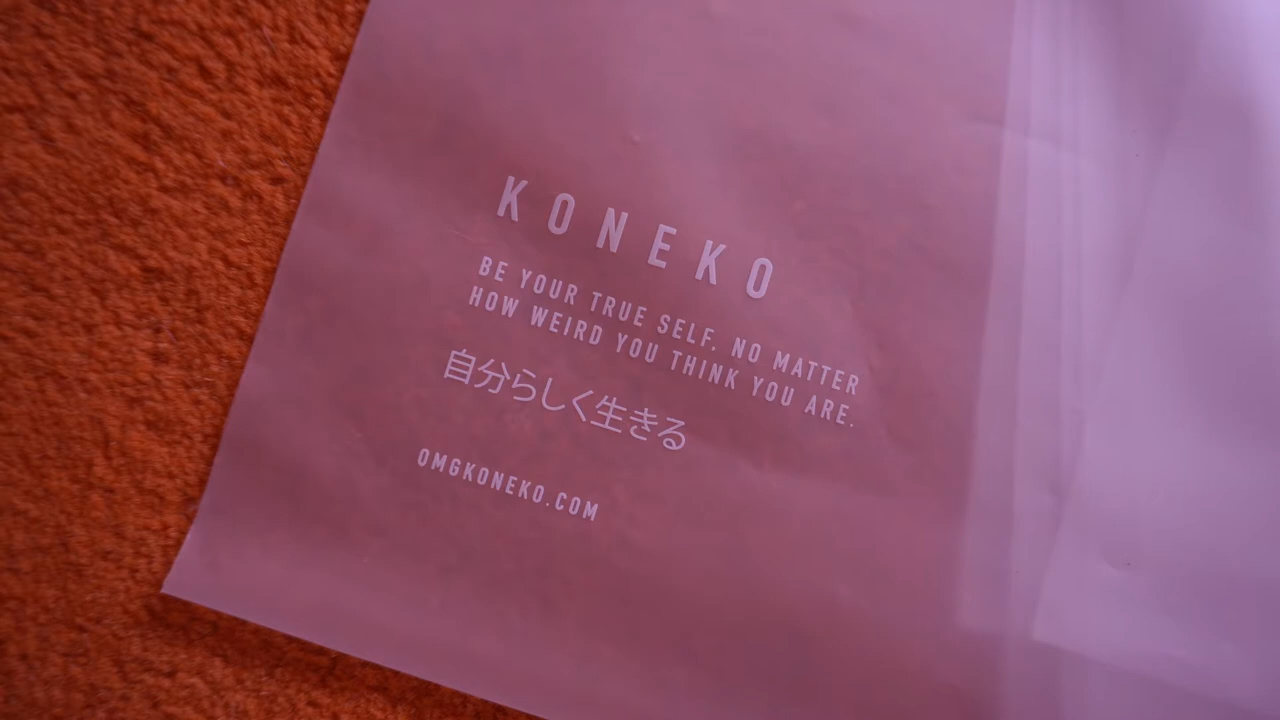 KONEKO
BE YOUR TRUE SELF. NO MATTER
HOW WEIRD YOU THINK YOU ARE.
自分らしく生きる
OMGKONEKO.COM